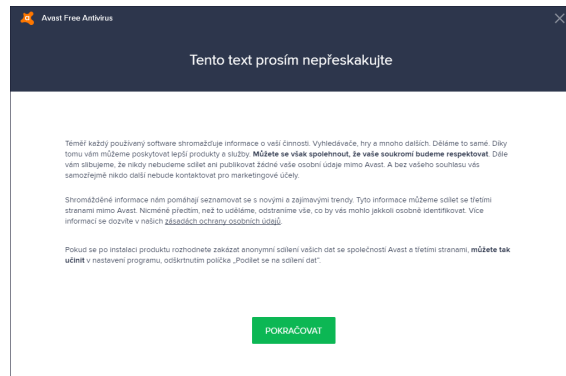 Avast Free Antivirus
Tento text prosím nepřeskakujte
Téměř každý používaný software shromažďuje informace o vaší činnosti. Vyhledávače, hry a mnoho dalších. Děláme to samé. Díky
tomu vám můžeme poskytovat lepší produkty a služby. Můžete se však spolehnout, že vaše soukromí budeme respektovat. Dále
vám slibujeme, že nikdy nebudeme sdílet ani publikovat žádné vaše osobní údaje mimo Avast. A bez vašeho souhlasu vás
samozřejmě nikdo další nebude kontaktovat pro marketingové účely.
Shromážděné informace nám pomáhají seznamovat se s novými a zajímavými trendy. Tyto informace můžeme sdílet se třetími
stranami mimo Avast. Nicméně předtím, než to uděláme, odstraníme vše, co by vás mohlo jakkoli osobně identifikovat. Více
informací se dozvíte v našich zásadách ochrany osobních údajů.
Pokud se po instalaci produktu rozhodnete zakázat anonymní sdílení vašich dat se společností Avast a třetími stranami, můžete tak
učinit v nastavení programu, odškrtnutím políčka „Podílet se na sdílení dat".
POKRAČOVAT